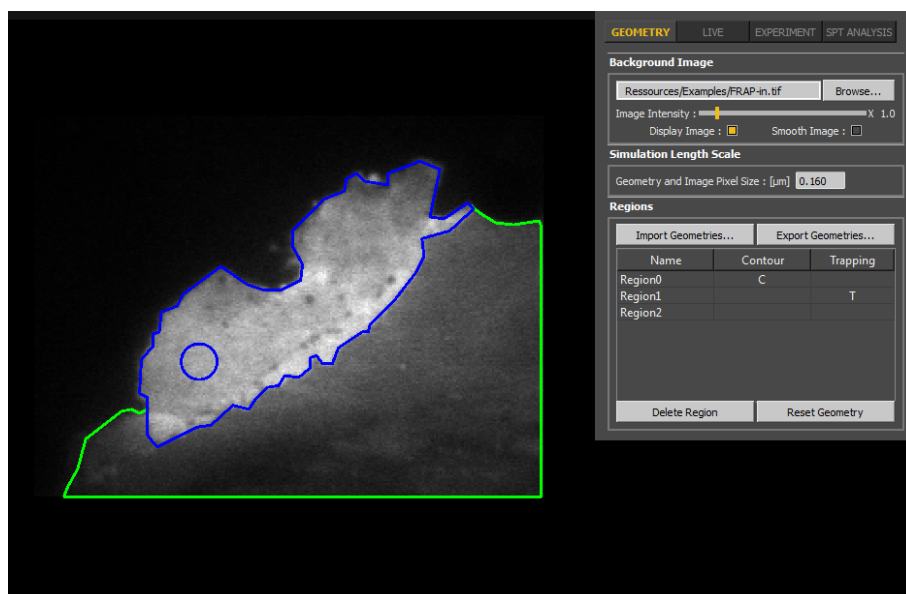 GEOMETRY LIVE EXPERIMENT SPT ANALYSIS
Background Image
Ressources/Examples/FRAP-in.tif Browse...
Image Intensity : X 1.0
Display Image : Smooth Image :
Simulation Length Scale
Geometry and Image Pixel Size : [µm] 0.160
Regions
Import Geometries... Export Geometries...
Name Contour Trapping
Region0 C
Region1 T
Region2
Delete Region Reset Geometry